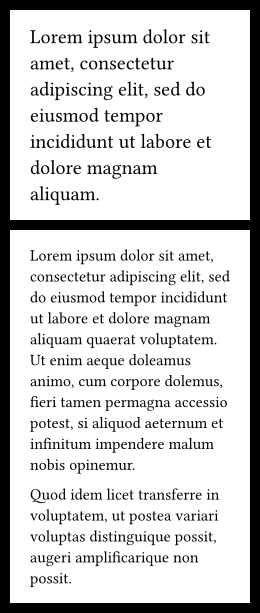 Lorem ipsum dolor sit
amet, consectetur
adipiscing elit, sed do
eiusmod tempor
incididunt ut labore et
dolore magnam
aliquam.
Lorem ipsum dolor sit amet,
consectetur adipiscing elit, sed
do eiusmod tempor incididunt
ut labore et dolore magnam
aliquam quaerat voluptatem.
Ut enim aeque doleamus
animo, cum corpore dolemus,
fieri tamen permagna accessio
potest, si aliquod aeternum et
infinitum impendere malum
nobis opinemur.
Quod idem licet transferre in
voluptatem, ut postea variari
voluptas distinguique possit,
augeri amplificarique non
possit.